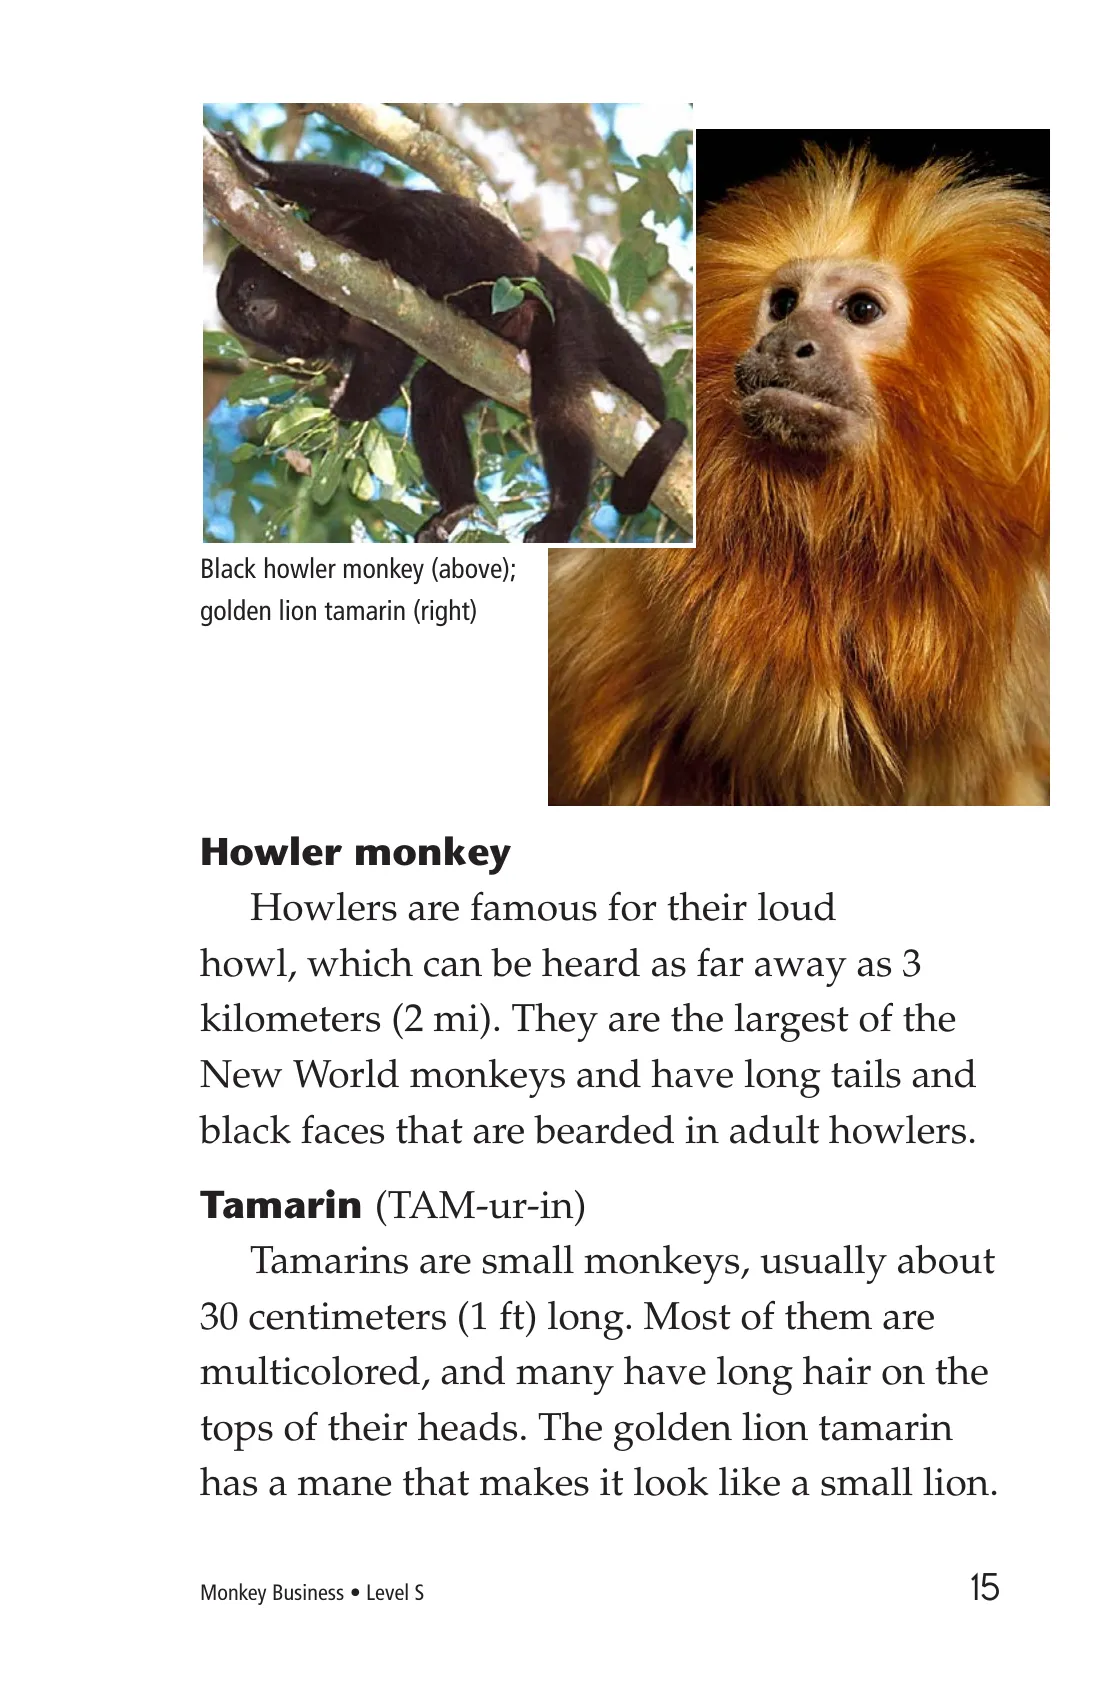 Black howler monkey (above);
golden lion tamarin (right)
Howler monkey
Howlers are famous for their loud
howl, which can be heard as far away as 3
kilometers (2 mi). They are the largest of the
New World monkeys and have long tails and
black faces that are bearded in adult howlers.
Tamarin (TAM-ur-in)
Tamarins are small monkeys, usually about
30 centimeters (1 ft) long. Most of them are
multicolored, and many have long hair on the
tops of their heads. The golden lion tamarin
has a mane that makes it look like a small lion.
Monkey Business • Level S 15